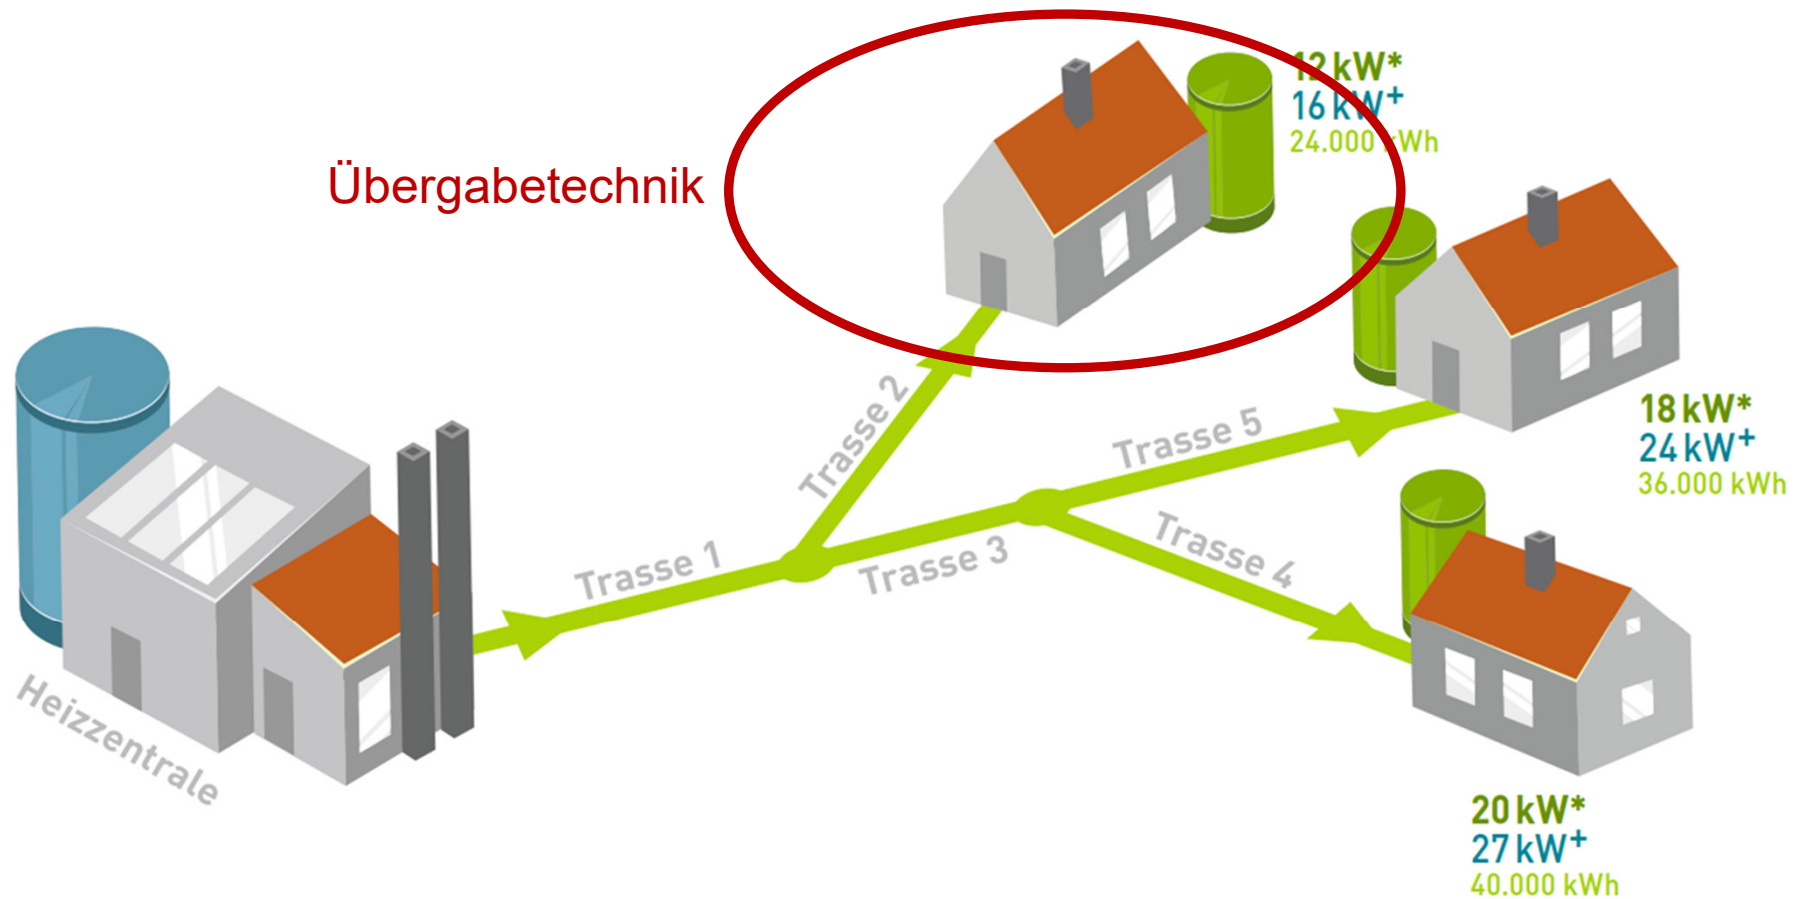 12 kW*
16 kW+
24.000 kWh
Übergabetechnik
Trasse 2
Trasse 5
18 kW*
24 kW+
36.000 kWh
Trasse 1
Trasse 3
Trasse 4
Heizzentrale
20 kW*
27 kW+
40.000 kWh